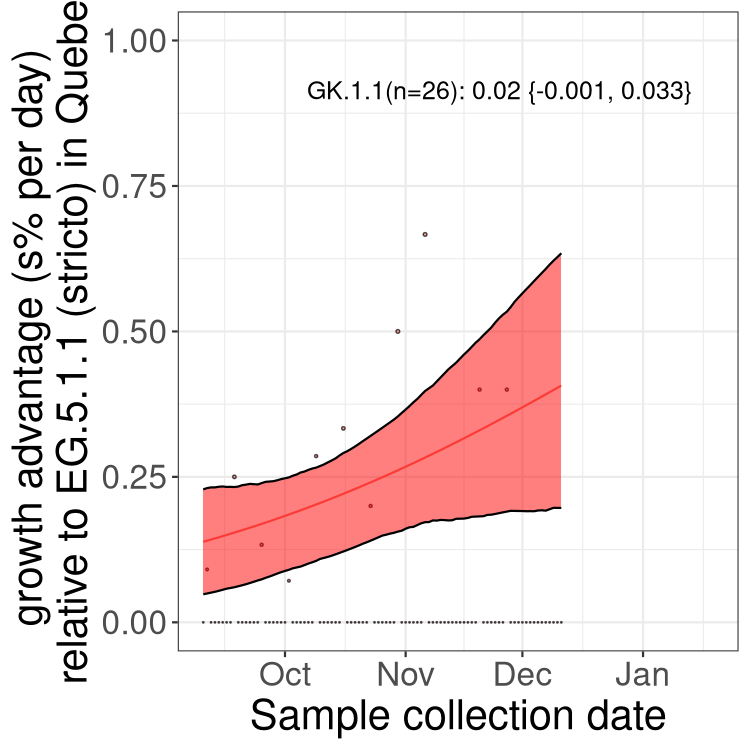 growth advantage (s% per day)
relative to EG.5.1.1 (stricto) in Quebe
1.00
0.75
0.50
0.25
0.00
GK.1.1(n=26): 0.02 {-0.001, 0.033}
Oct Nov Dec Jan
Sample collection date